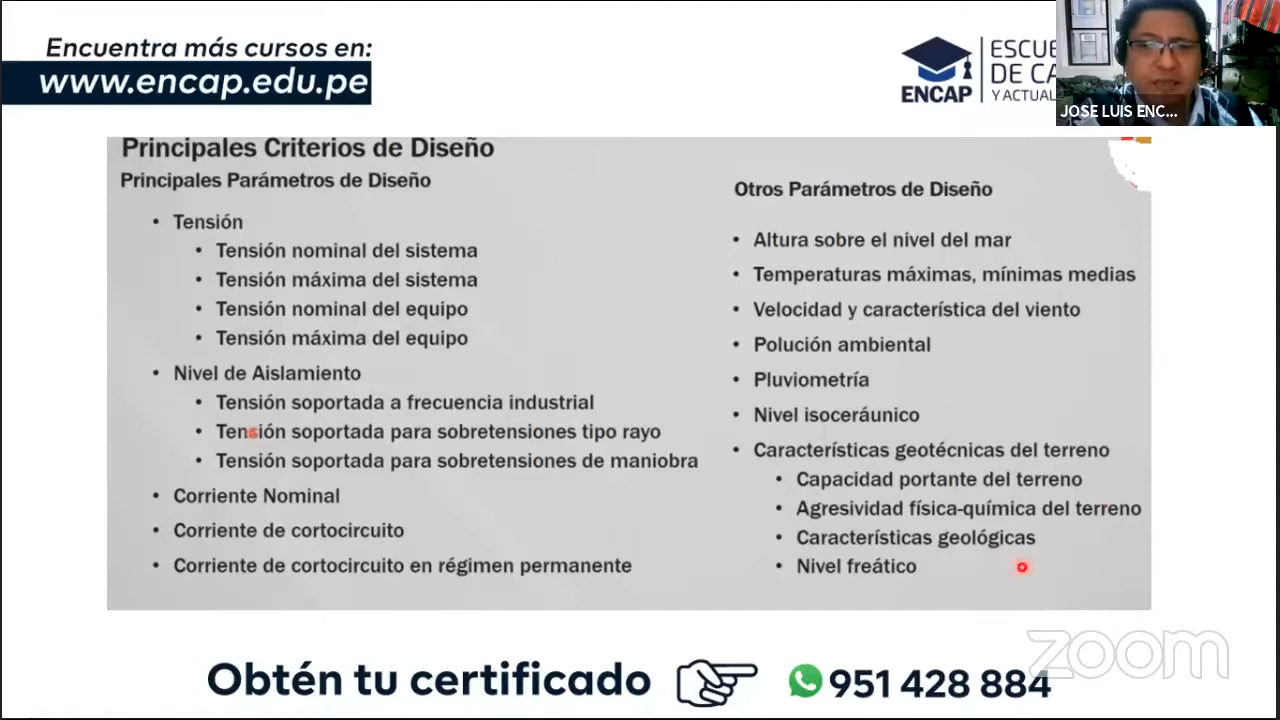 Encuentra más cursos en:
www.encap.edu.pe
ENCAP
ESCUE
DE CA
Y ACTUAL
JOSE LUIS ENC...
Principales Criterios de Diseño
Principales Parámetros de Diseño
• Tensión
• Tensión nominal del sistema
• Tensión máxima del sistema
• Tensión nominal del equipo
• Tensión máxima del equipo
• Nivel de Aislamiento
• Tensión soportada a frecuencia industrial
• Tensión soportada para sobretensiones tipo rayo
• Tensión soportada para sobretensiones de maniobra
• Corriente Nominal
• Corriente de cortocircuito
• Corriente de cortocircuito en régimen permanente
Otros Parámetros de Diseño
• Altura sobre el nivel del mar
• Temperaturas máximas, mínimas medias
• Velocidad y característica del viento
• Polución ambiental
• Pluviometría
• Nivel isoceráunico
• Características geotécnicas del terreno
• Capacidad portante del terreno
• Agresividad física-química del terreno
• Características geológicas
• Nivel freático
zoom
Obtén tu certificado
951 428 884